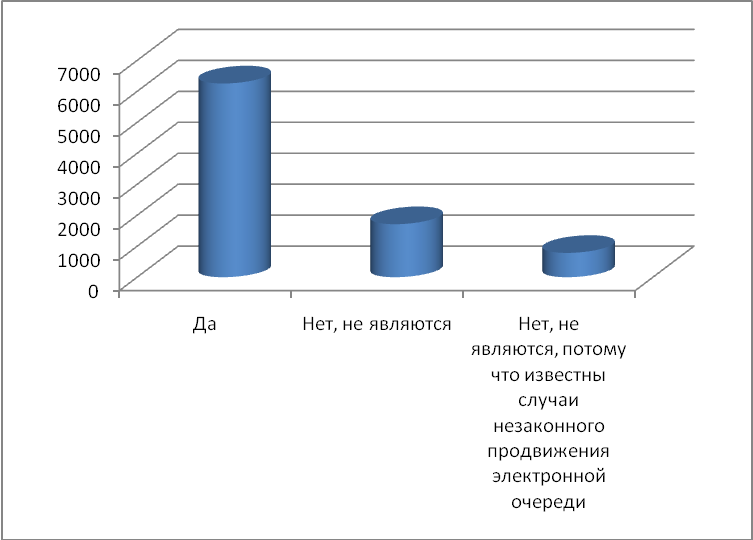 7000
6000
5000
4000
3000
2000
1000
0
Да
Нет, не являются
Нет, не
являются, потому
что известны
случаи
незаконного
продвижения
электронной
очереди